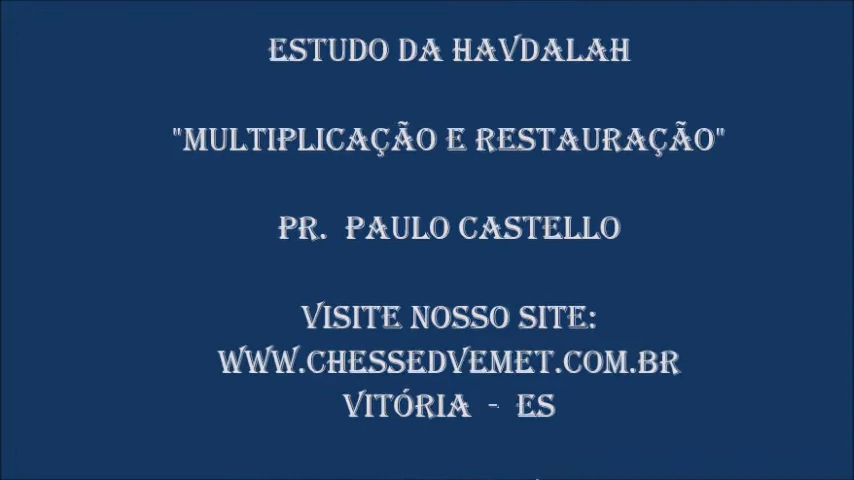 ESTUDO DA HAVDALAH
"MULTIPLICAÇÃO E RESTAURAÇÃO"
PR. PAULO CASTELLO
VISITE NOSSO SITE:
WWW.CHESSEDVEMET.COM.BR
VITÓRIA - ES